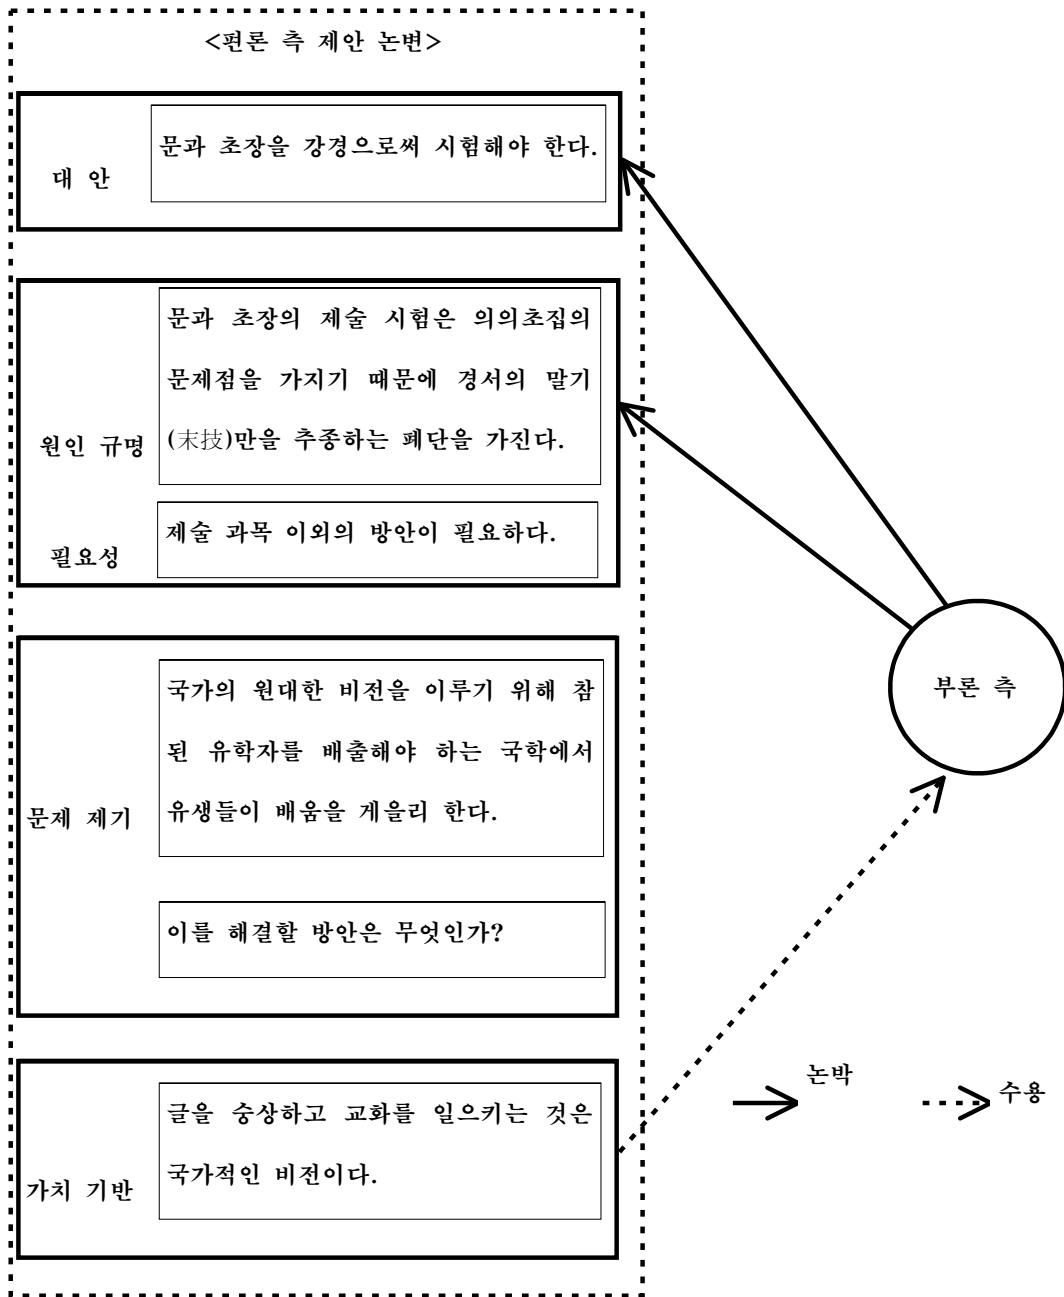 <편론 측 제안 논변>
대 안
문과 초장을 강경으로써 시험해야 한다.
원인 규명
문과 초장의 제술 시험은 의의초집의
문제점을 가지기 때문에 경서의 말기
(末技)만을 추종하는 폐단을 가진다.
필요성
제술 과목 이외의 방안이 필요하다.
문제 제기
국가의 원대한 비전을 이루기 위해 참
된 유학자를 배출해야 하는 국학에서
유생들이 배움을 게을리 한다.
이를 해결할 방안은 무엇인가?
가치 기반
글을 숭상하고 교화를 일으키는 것은
국가적인 비전이다.
부론 측
논박
수용